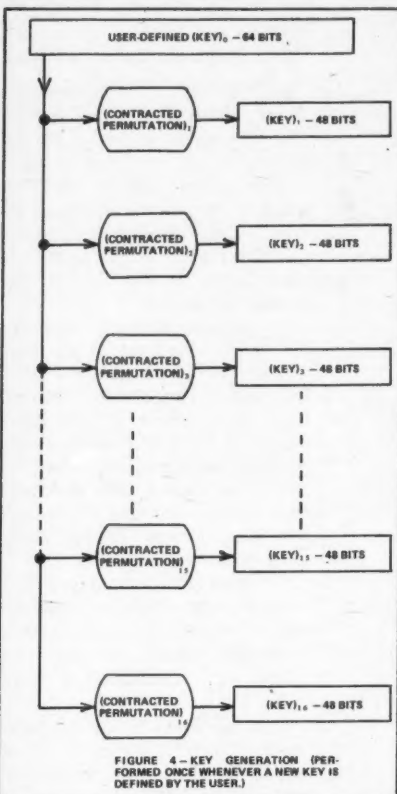 USER-DEFINED (KEY)₀ – 64 BITS
(CONTRACTED
PERMUTATION)₁
(KEY)₁ – 48 BITS
(CONTRACTED
PERMUTATION)₂
(KEY)₂ – 48 BITS
(CONTRACTED
PERMUTATION)₃
(KEY)₃ – 48 BITS
(CONTRACTED
PERMUTATION)₁₅
(KEY)₁₅ – 48 BITS
(CONTRACTED
PERMUTATION)₁₆
(KEY)₁₆ – 48 BITS
FIGURE 4 – KEY GENERATION (PER-
FORMED ONCE WHENEVER A NEW KEY IS
DEFINED BY THE USER.)